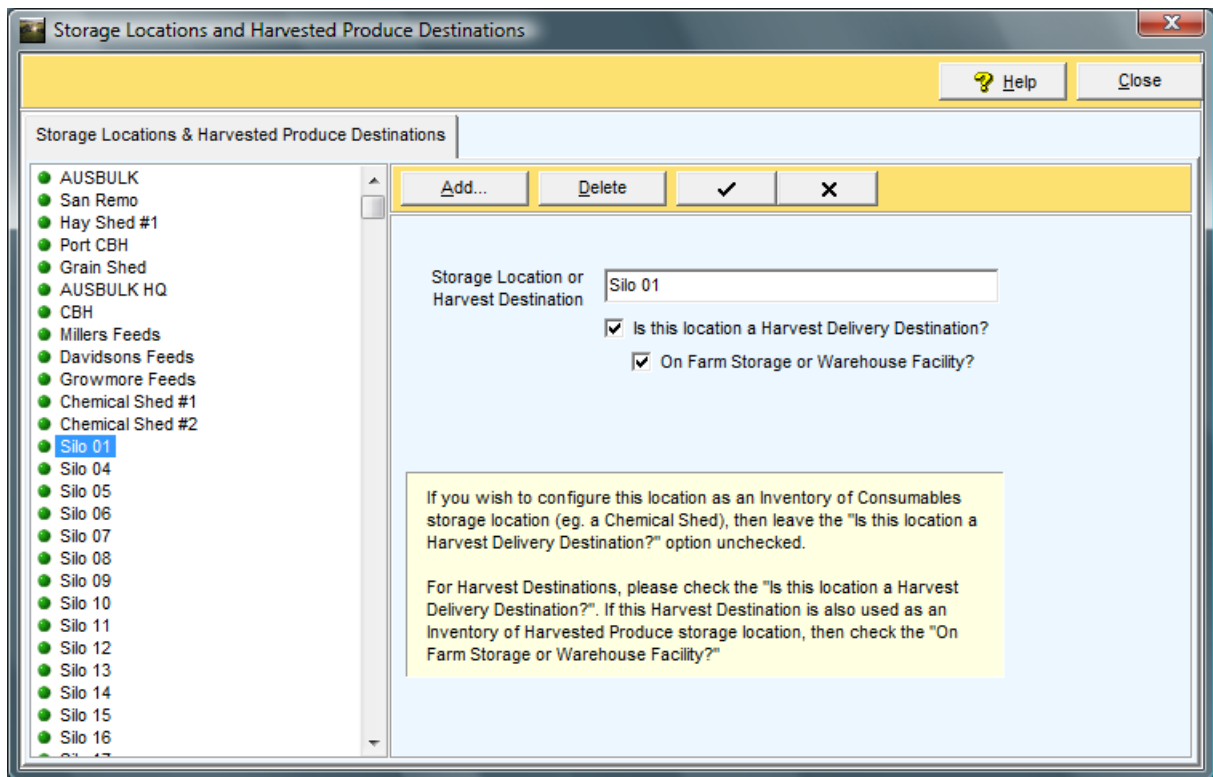 Storage Locations and Harvested Produce Destinations
Help
Close
Storage Locations & Harvested Produce Destinations
AUSBULK
San Remo
Hay Shed #1
Port CBH
Grain Shed
AUSBULK HQ
CBH
Millers Feeds
Davidsons Feeds
Growmore Feeds
Chemical Shed #1
Chemical Shed #2
Silo 01
Silo 04
Silo 05
Silo 06
Silo 07
Silo 08
Silo 09
Silo 10
Silo 11
Silo 12
Silo 13
Silo 14
Silo 15
Silo 16
Add...
Delete
Storage Location or
Harvest Destination
Silo 01
Is this location a Harvest Delivery Destination?
On Farm Storage or Warehouse Facility?
If you wish to configure this location as an Inventory of Consumables
storage location (eg. a Chemical Shed), then leave the "Is this location a
Harvest Delivery Destination?" option unchecked.
For Harvest Destinations, please check the "Is this location a Harvest
Delivery Destination?". If this Harvest Destination is also used as an
Inventory of Harvested Produce storage location, then check the "On
Farm Storage or Warehouse Facility?"